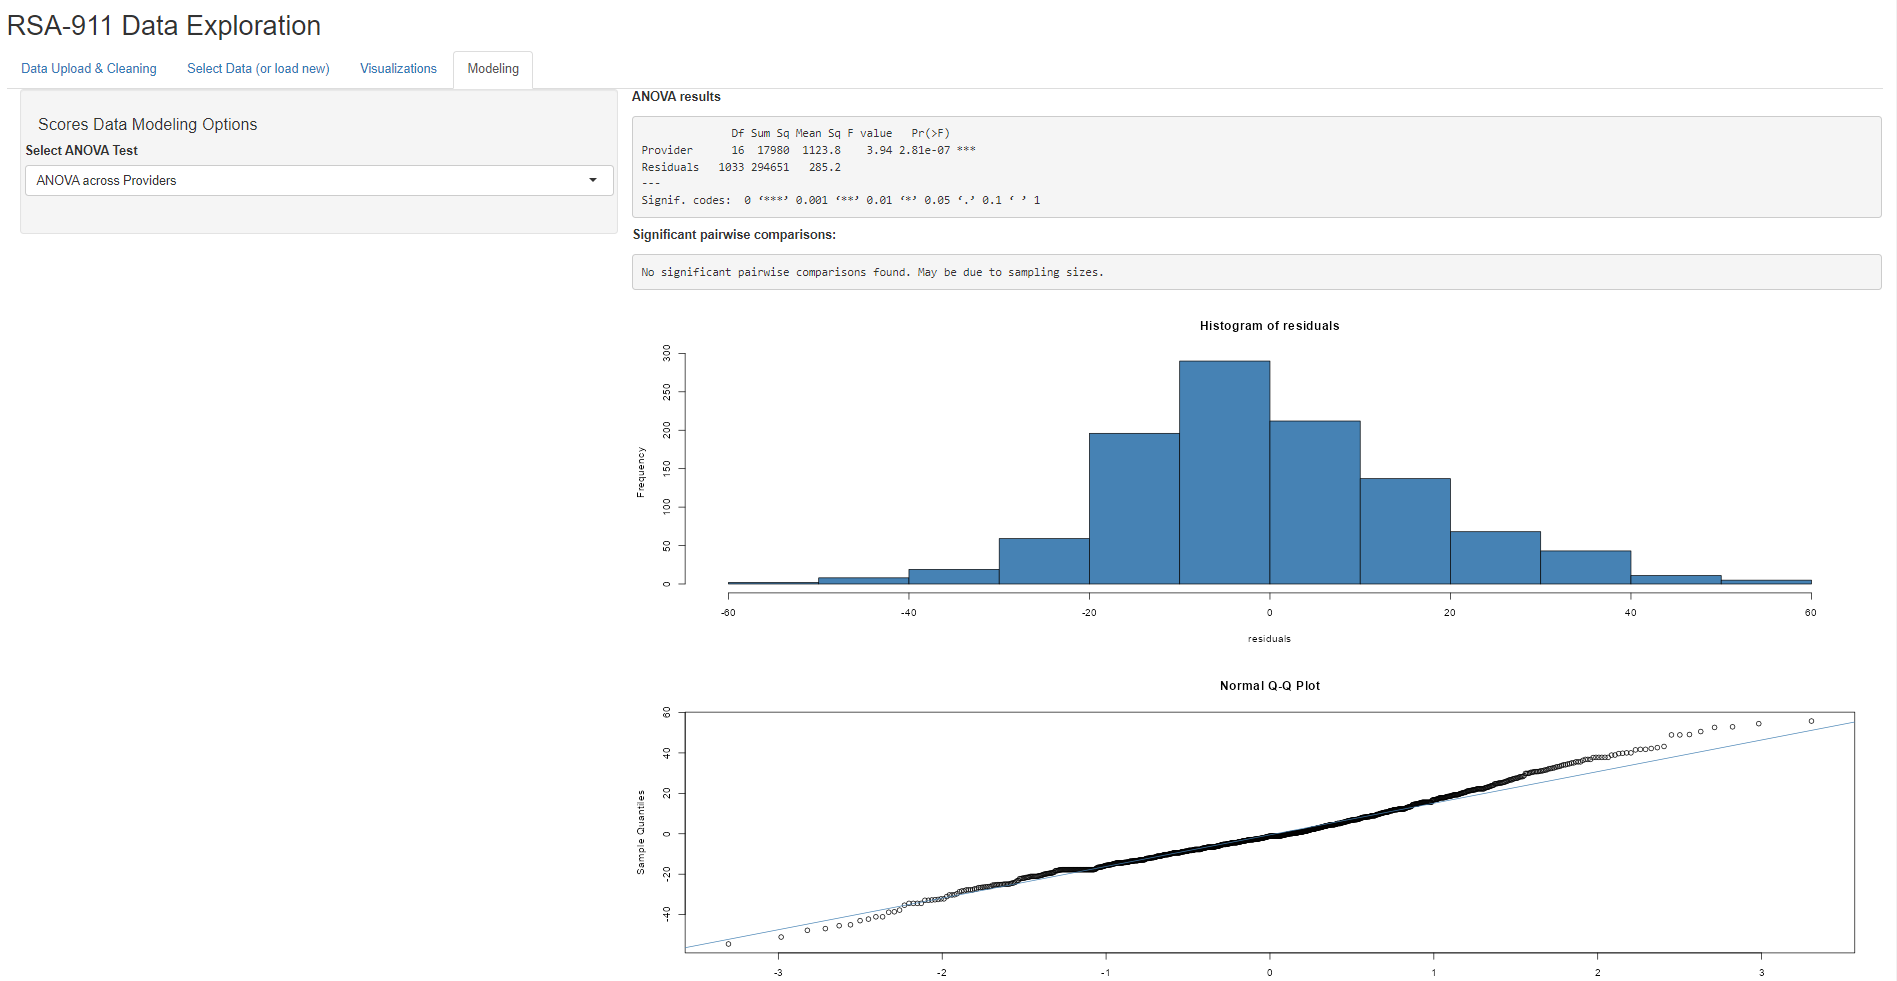 RSA-911 Data Exploration
Data Upload & Cleaning Select Data (or load new) Visualizations Modeling
Scores Data Modeling Options
Select ANOVA Test
ANOVA across Providers
ANOVA results
Df Sum Sq Mean Sq F value Pr(>F)
Provider 16 17980 1123.8 3.94 2.81e-07 ***
Residuals 1033 294651 285.2
---
Signif. codes: 0 ‘***’ 0.001 ‘**’ 0.01 ‘*’ 0.05 ‘.’ 0.1 ‘ ’ 1
Significant pairwise comparisons:
No significant pairwise comparisons found. May be due to sampling sizes.
Histogram of residuals
300
250
200
150
100
50
0
Frequency
-60 -40 -20 0 20 40 60
residuals
Normal Q-Q Plot
60
40
20
0
-20
-40
Sample Quantiles
-3 -2 -1 0 1 2 3